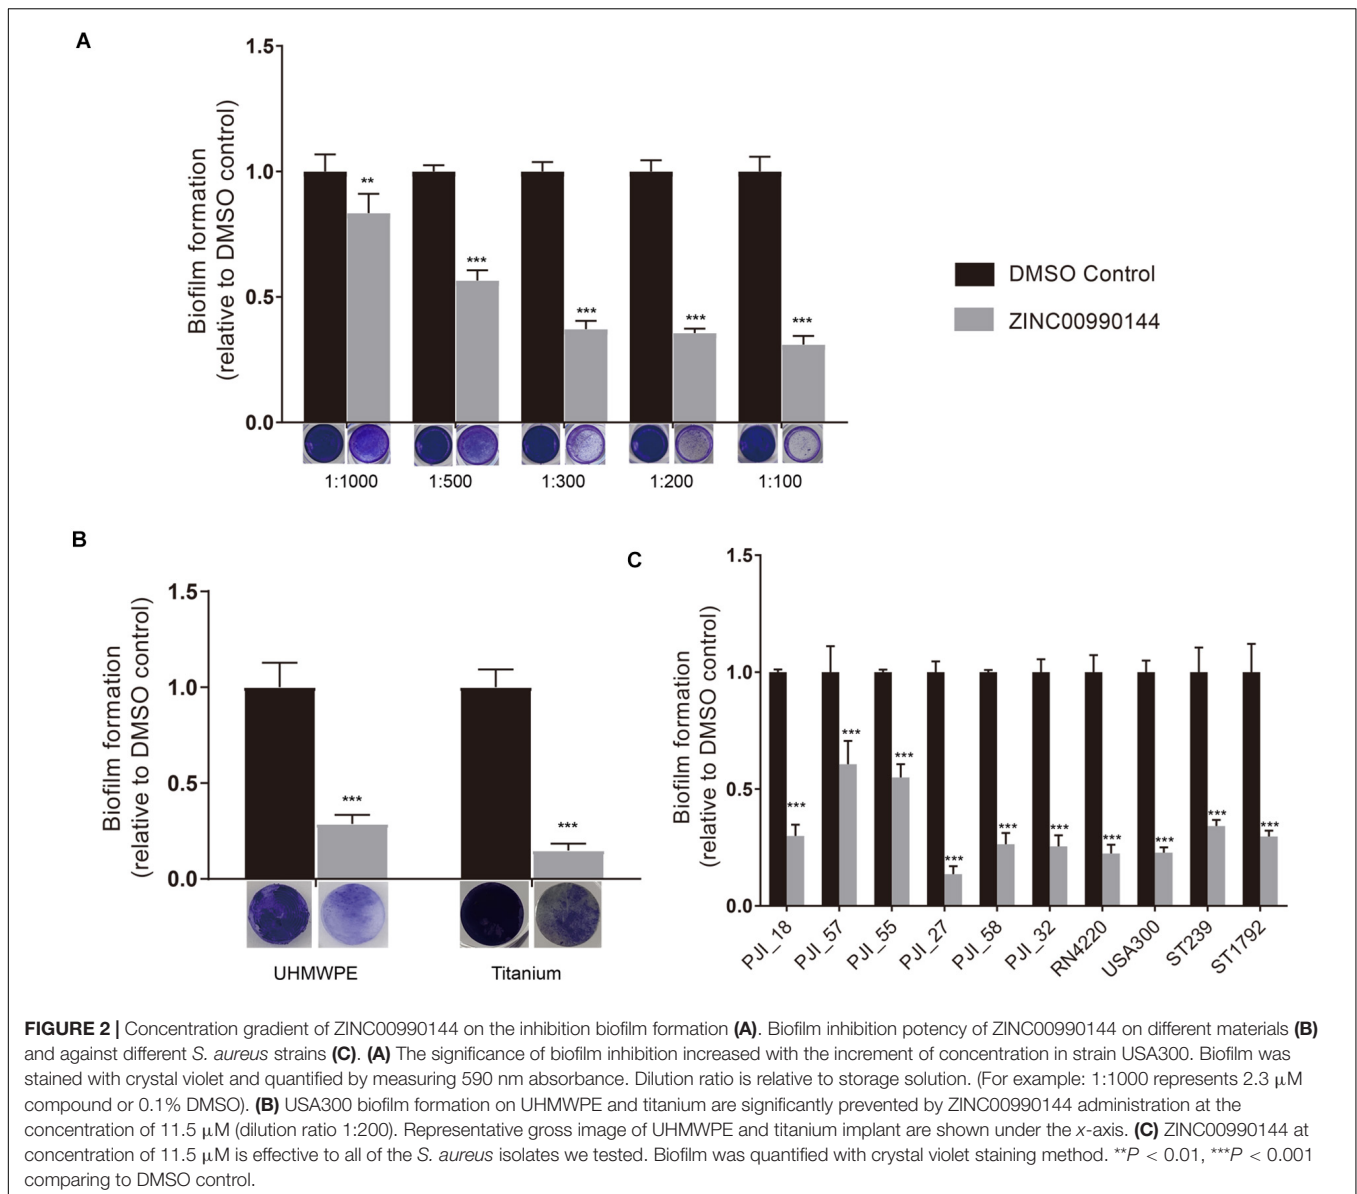 A
1.5
1.0
0.5
0.0
Biofilm formation
(relative to DMSO control)
**
***
***
***
***
1:1000
1:500
1:300
1:200
1:100
DMSO Control
ZINC00990144
B
1.5
1.0
0.5
0.0
Biofilm formation
(relative to DMSO control)
***
***
UHMWPE
Titanium
C
1.5
1.0
0.5
0.0
Biofilm formation
(relative to DMSO control)
***
***
***
***
***
***
***
***
***
***
PJI_18
PJI_57
PJI_55
PJI_27
PJI_58
PJI_32
RN4220
USA300
ST239
ST1792
FIGURE 2 | Concentration gradient of ZINC00990144 on the inhibition biofilm formation (A). Biofilm inhibition potency of ZINC00990144 on different materials (B)
and against different S. aureus strains (C). (A) The significance of biofilm inhibition increased with the increment of concentration in strain USA300. Biofilm was
stained with crystal violet and quantified by measuring 590 nm absorbance. Dilution ratio is relative to storage solution. (For example: 1:1000 represents 2.3 μM
compound or 0.1% DMSO). (B) USA300 biofilm formation on UHMWPE and titanium are significantly prevented by ZINC00990144 administration at the
concentration of 11.5 μM (dilution ratio 1:200). Representative gross image of UHMWPE and titanium implant are shown under the x-axis. (C) ZINC00990144 at
concentration of 11.5 μM is effective to all of the S. aureus isolates we tested. Biofilm was quantified with crystal violet staining method. **P < 0.01, ***P < 0.001
comparing to DMSO control.